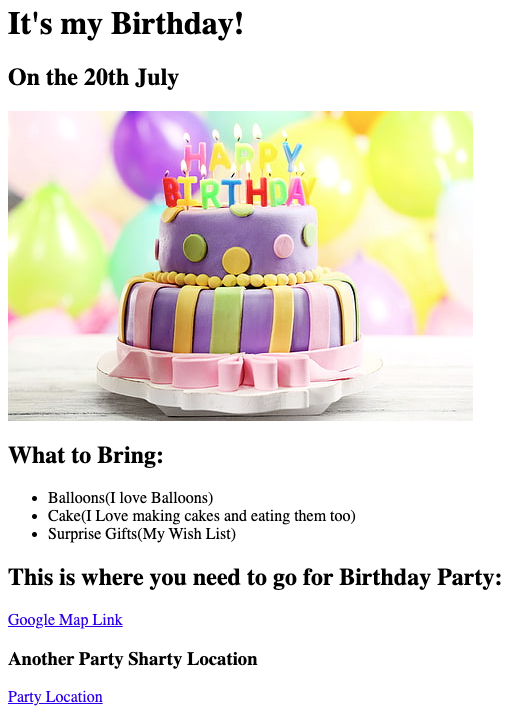 It's my Birthday!
On the 20th July
HAPPY
BIRTHDAY
What to Bring:
Balloons(I love Balloons)
Cake(I Love making cakes and eating them too)
Surprise Gifts(My Wish List)
This is where you need to go for Birthday Party:
Google Map Link
Another Party Sharty Location
Party Location